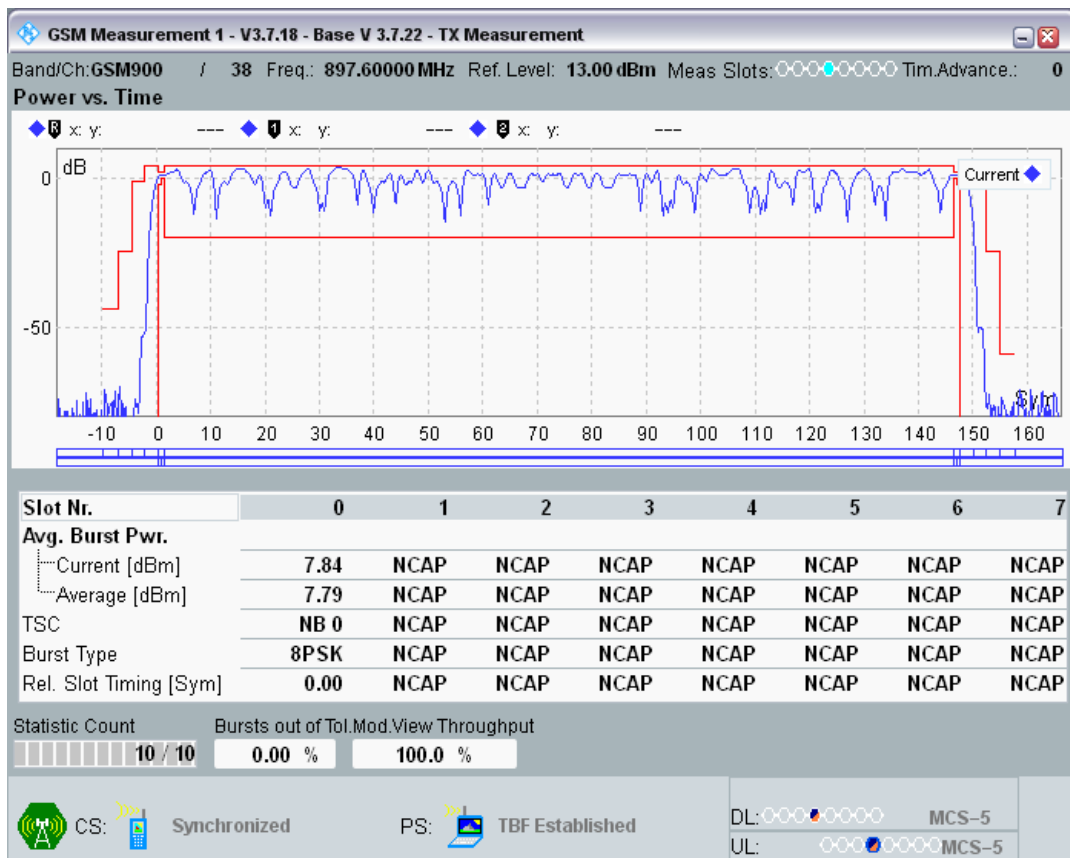 GSM Measurement 1 - V3.7.18 - Base V 3.7.22 - TX Measurement
Band/Ch:GSM900 / 38 Freq.: 897.60000 MHz Ref. Level: 13.00 dBm Meas Slots: Tim.Advance.: 0
Power vs. Time
R x: y: --- 1 x: y: --- 2 x: y: ---
dB
Current
0
-50
Sym
-10 0 10 20 30 40 50 60 70 80 90 100 110 120 130 140 150 160
Slot Nr. 0 1 2 3 4 5 6 7
Avg. Burst Pwr.
Current [dBm] 7.84 NCAP NCAP NCAP NCAP NCAP NCAP NCAP
Average [dBm] 7.79 NCAP NCAP NCAP NCAP NCAP NCAP NCAP
TSC NB 0 NCAP NCAP NCAP NCAP NCAP NCAP NCAP
Burst Type 8PSK NCAP NCAP NCAP NCAP NCAP NCAP NCAP
Rel. Slot Timing [Sym] 0.00 NCAP NCAP NCAP NCAP NCAP NCAP NCAP
Statistic Count Bursts out of Tol. Mod.View Throughput
10 / 10 0.00 % 100.0 %
CS: Synchronized PS: TBF Established DL: MCS-5
UL: MCS-5